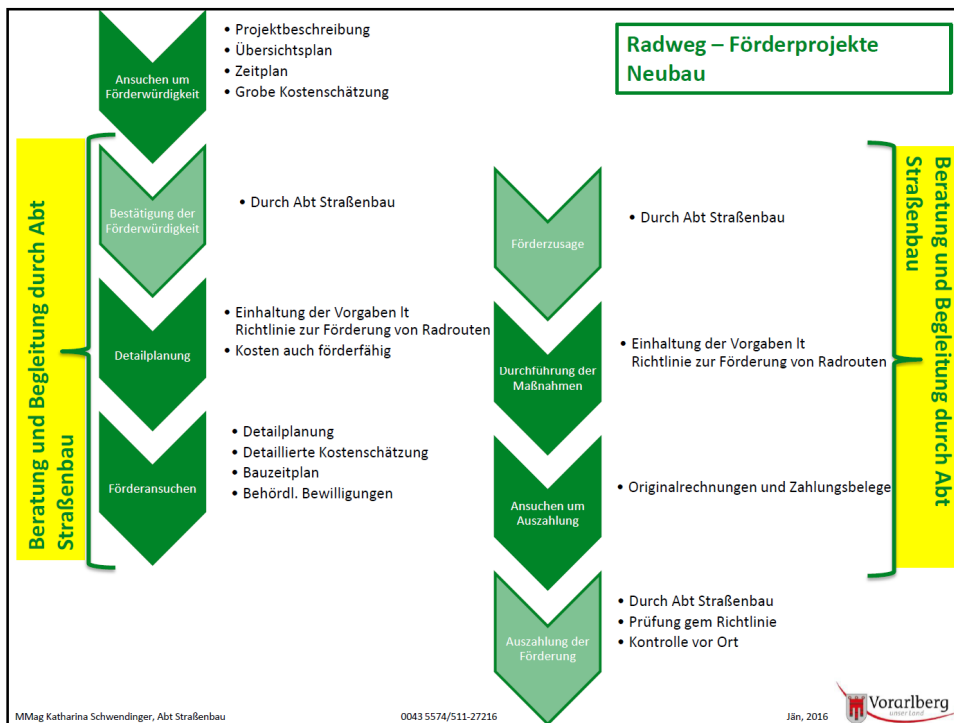 Radweg – Förderprojekte
Neubau
Ansuchen um
Förderwürdigkeit
• Projektbeschreibung
• Übersichtsplan
• Zeitplan
• Grobe Kostenschätzung
Beratung und Begleitung durch Abt
Straßenbau
Bestätigung der
Förderwürdigkeit
• Durch Abt Straßenbau
Detailplanung
• Einhaltung der Vorgaben lt
Richtlinie zur Förderung von Radrouten
• Kosten auch förderfähig
Förderansuchen
• Detailplanung
• Detaillierte Kostenschätzung
• Bauzeitplan
• Behördl. Bewilligungen
Förderzusage
• Durch Abt Straßenbau
Durchführung der
Maßnahmen
• Einhaltung der Vorgaben lt
Richtlinie zur Förderung von Radrouten
Ansuchen um
Auszahlung
• Originalrechnungen und Zahlungsbelege
Auszahlung der
Förderung
• Durch Abt Straßenbau
• Prüfung gem Richtlinie
• Kontrolle vor Ort
Beratung und Begleitung durch Abt
Straßenbau
MMag Katharina Schwendinger, Abt Straßenbau
0043 5574/511-27216
Jän, 2016
Vorarlberg
unser Land